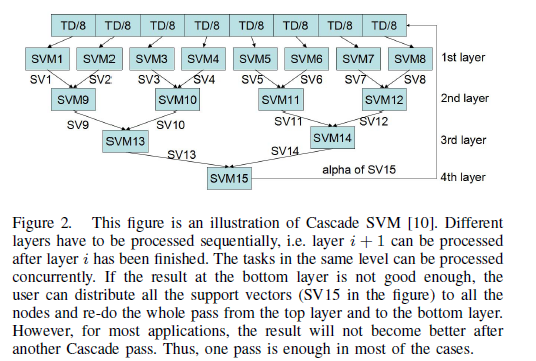 TD/8 TD/8 TD/8 TD/8 TD/8 TD/8 TD/8 TD/8
SVM1 SVM2 SVM3 SVM4 SVM5 SVM6 SVM7 SVM8 1st layer
SV1 SV2 SV3 SV4 SV5 SV6 SV7 SV8
SVM9 SVM10 SVM11 SVM12 2nd layer
SV9 SV10 SV11 SV12
SVM13 SVM14 3rd layer
SV13 SV14
alpha of SV15
SVM15 4th layer
Figure 2. This figure is an illustration of Cascade SVM [10]. Different
layers have to be processed sequentially, i.e. layer i + 1 can be processed
after layer i has been finished. The tasks in the same level can be processed
concurrently. If the result at the bottom layer is not good enough, the
user can distribute all the support vectors (SV15 in the figure) to all the
nodes and re-do the whole pass from the top layer and to the bottom layer.
However, for most applications, the result will not become better after
another Cascade pass. Thus, one pass is enough in most of the cases.